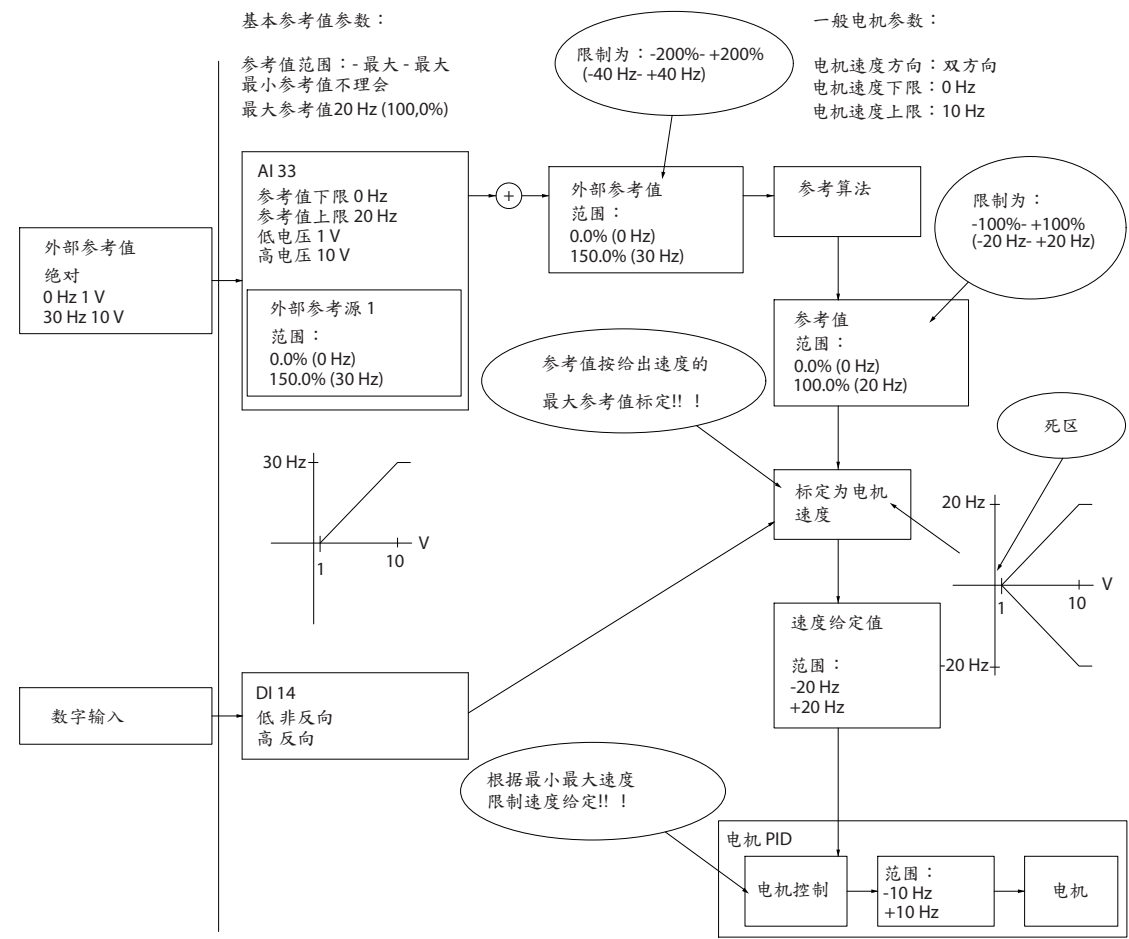 基本参考值参数：
参考值范围：- 最大 - 最大
最小参考值不理会
最大参考值20 Hz (100,0%)
限制为：-200%- +200%
(-40 Hz- +40 Hz)
一般电机参数：
电机速度方向：双方向
电机速度下限：0 Hz
电机速度上限：10 Hz
外部参考值
绝对
0 Hz 1 V
30 Hz 10 V
AI 33
参考值下限 0 Hz
参考值上限 20 Hz
低电压 1 V
高电压 10 V
外部参考源 1
范围：
0.0% (0 Hz)
150.0% (30 Hz)
+
外部参考值
范围：
0.0% (0 Hz)
150.0% (30 Hz)
参考算法
限制为：
-100%- +100%
(-20 Hz- +20 Hz)
参考值
范围：
0.0% (0 Hz)
100.0% (20 Hz)
参考值按给出速度的
最大参考值标定!! !
死区
30 Hz
V
1
10
标定为电机
速度
20 Hz
V
1
10
-20 Hz
速度给定值
范围：
-20 Hz
+20 Hz
数字输入
DI 14
低 非反向
高 反向
根据最小最大速度
限制速度给定!! !
电机 PID
电机控制
范围：
-10 Hz
+10 Hz
电机